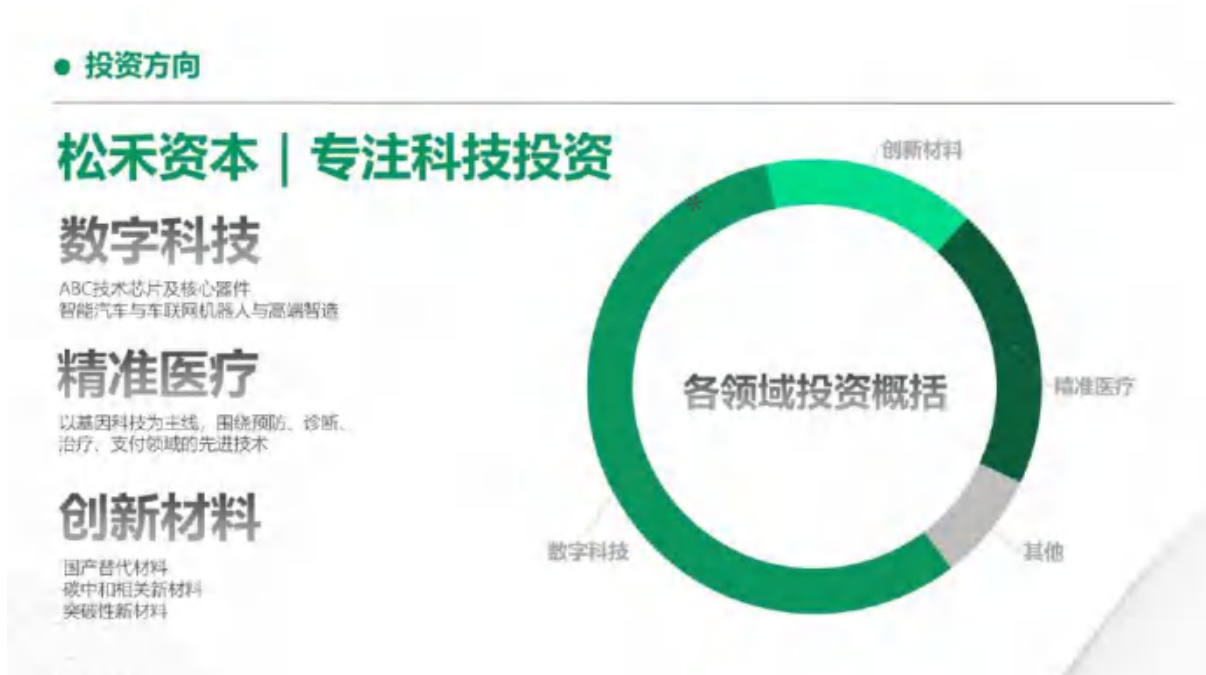 投资方向
松禾资本｜专注科技投资
数字科技
ABC技术芯片及核心器件
智能汽车与车联网机器人与高端智造
精准医疗
以基因科技为主线，围绕预防、诊断、
治疗、支付领域的先进技术
创新材料
国产替代材料
碳中和相关新材料
突破性新材料
创新材料
精准医疗
各领域投资概括
数字科技
其他